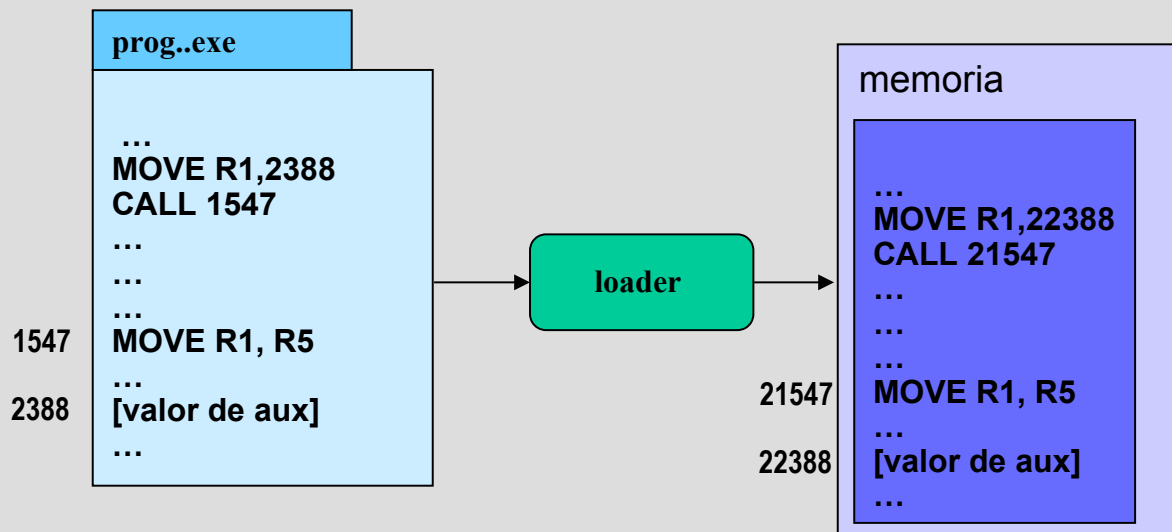 prog..exe
…
MOVE R1,2388
CALL 1547
…
…
…
1547 MOVE R1, R5
…
2388 [valor de aux]
…
loader
memoria
…
MOVE R1,22388
CALL 21547
…
…
…
21547 MOVE R1, R5
…
22388 [valor de aux]
…